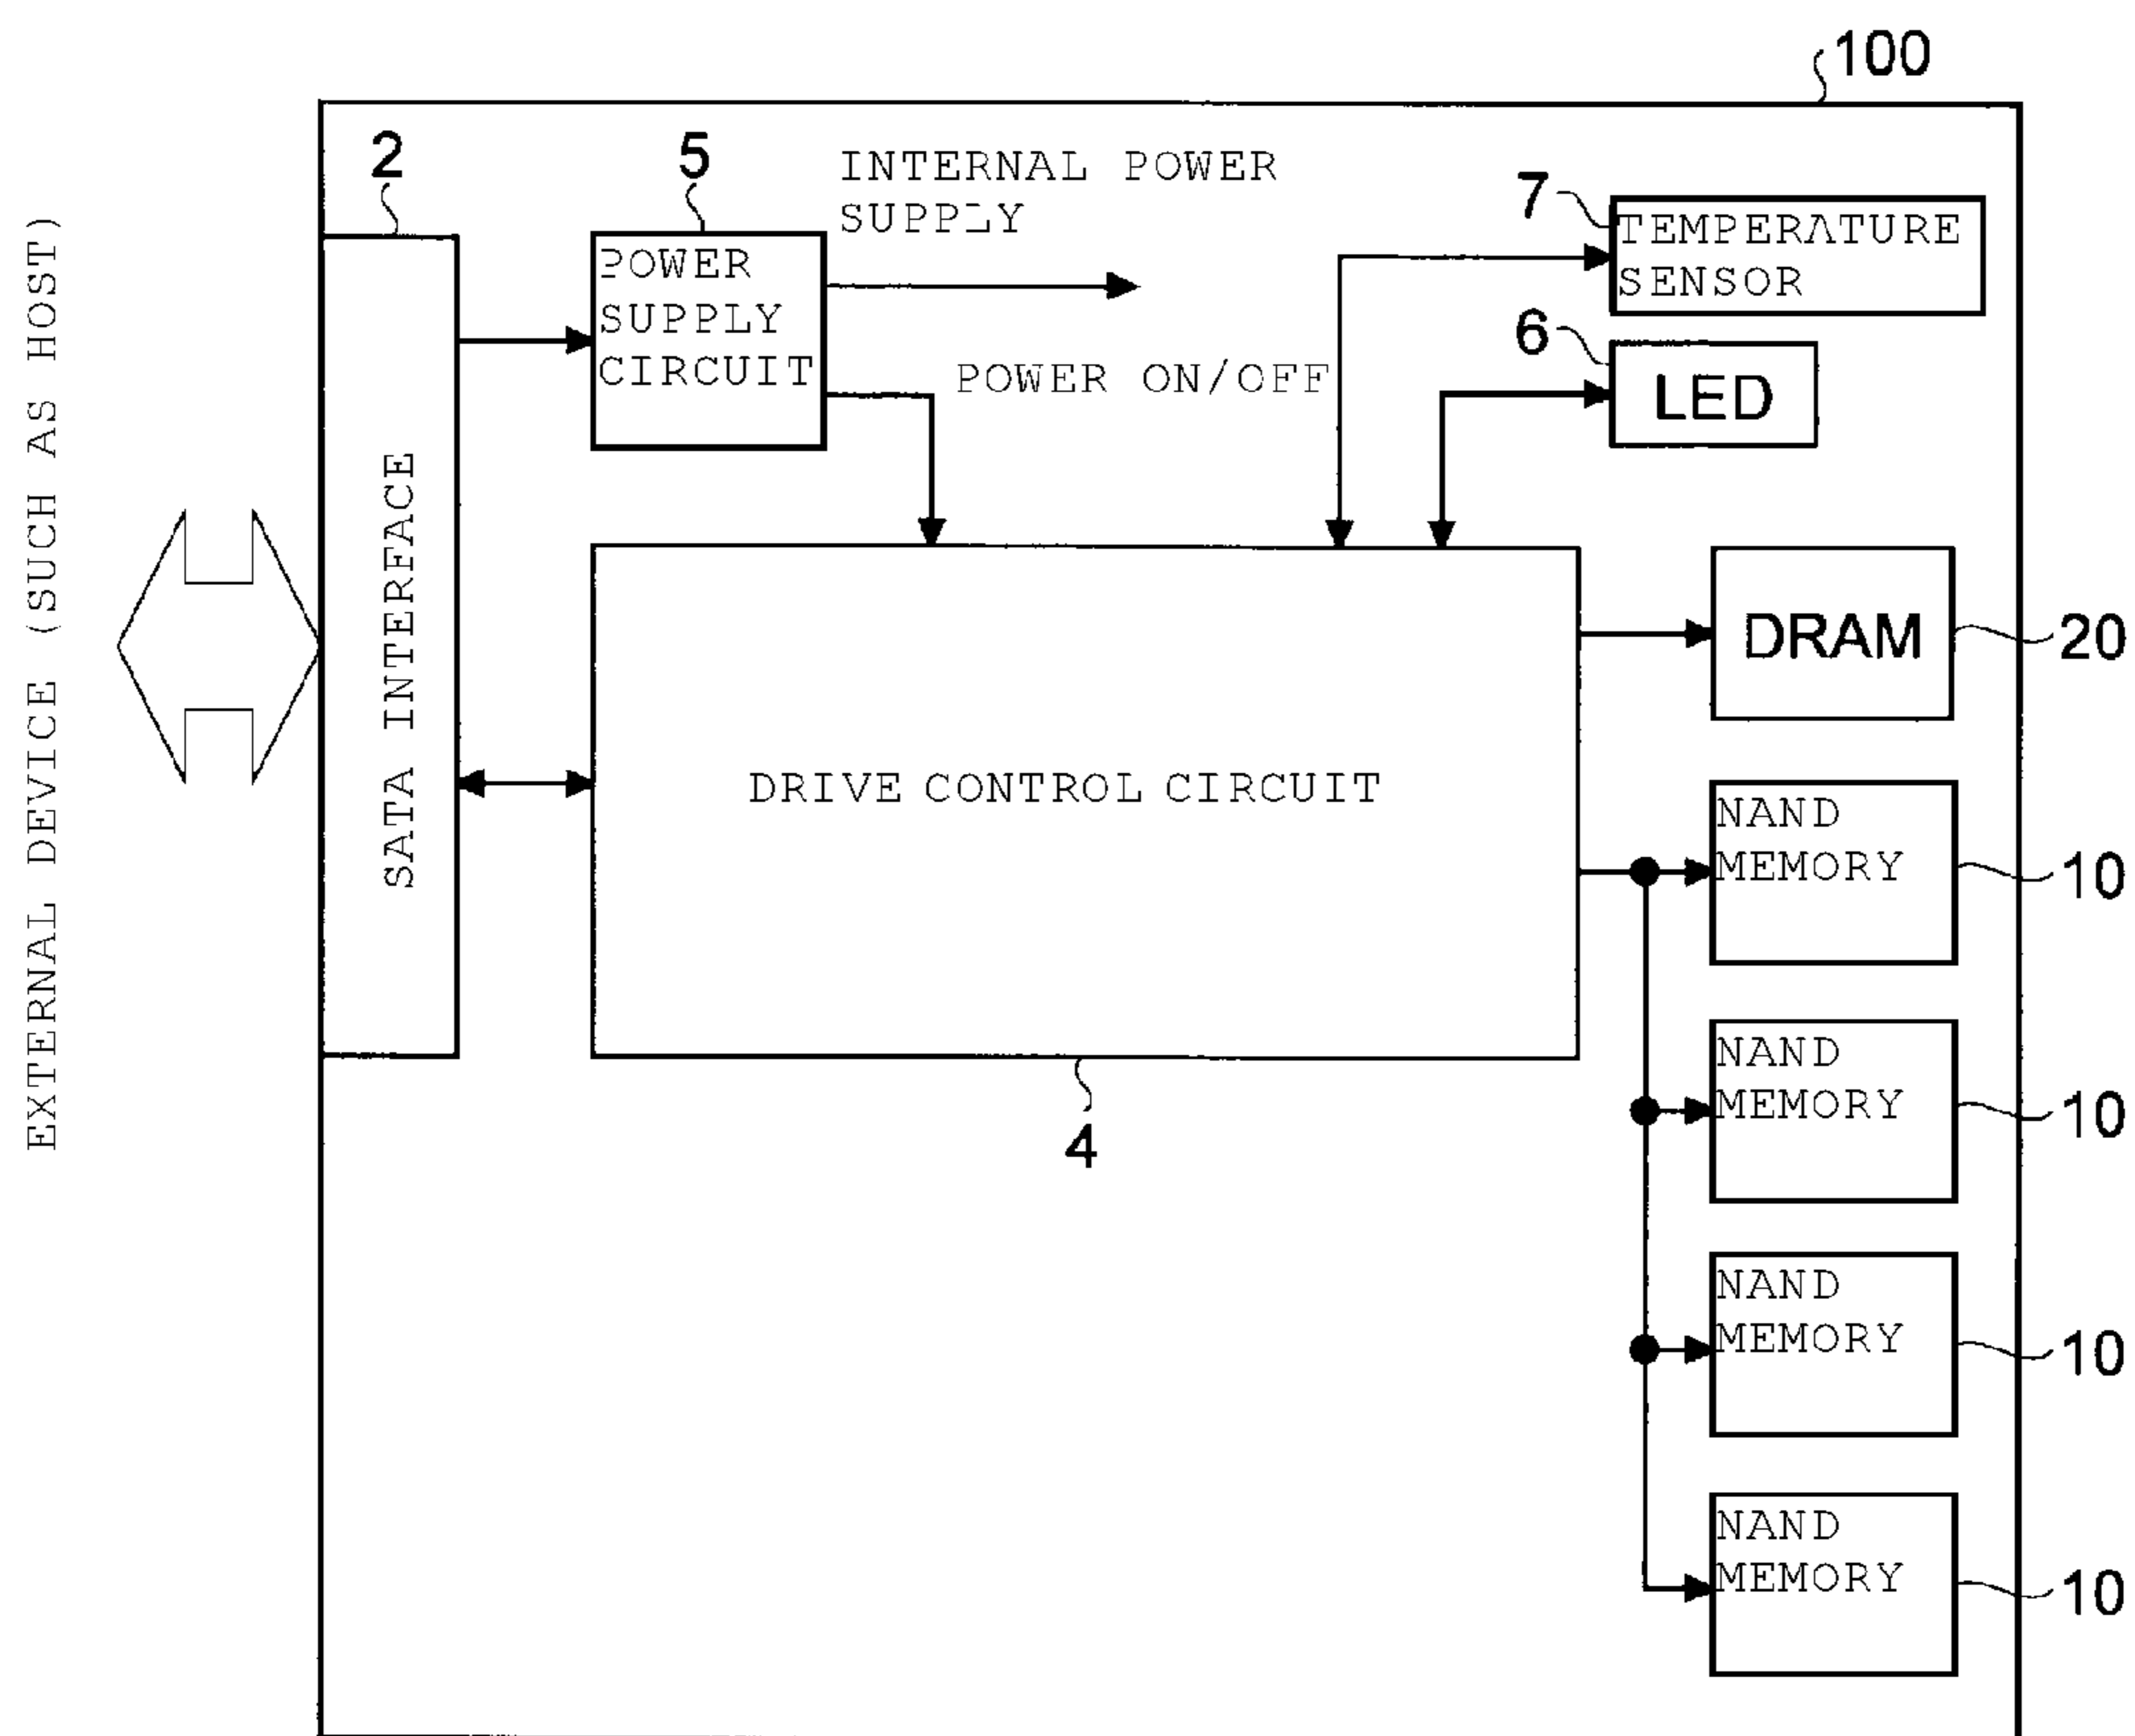 100
2
5
INTERNAL POWER
SUPPLY
7
TEMPERATURE
SENSOR
POWER
SUPPLY
CIRCUIT
6
LED
POWER ON/OFF
EXTERNAL DEVICE (SUCH AS HOST)
SATA INTERFACE
DRAM
20
DRIVE CONTROL CIRCUIT
NAND
MEMORY
10
4
NAND
MEMORY
10
NAND
MEMORY
10
NAND
MEMORY
10